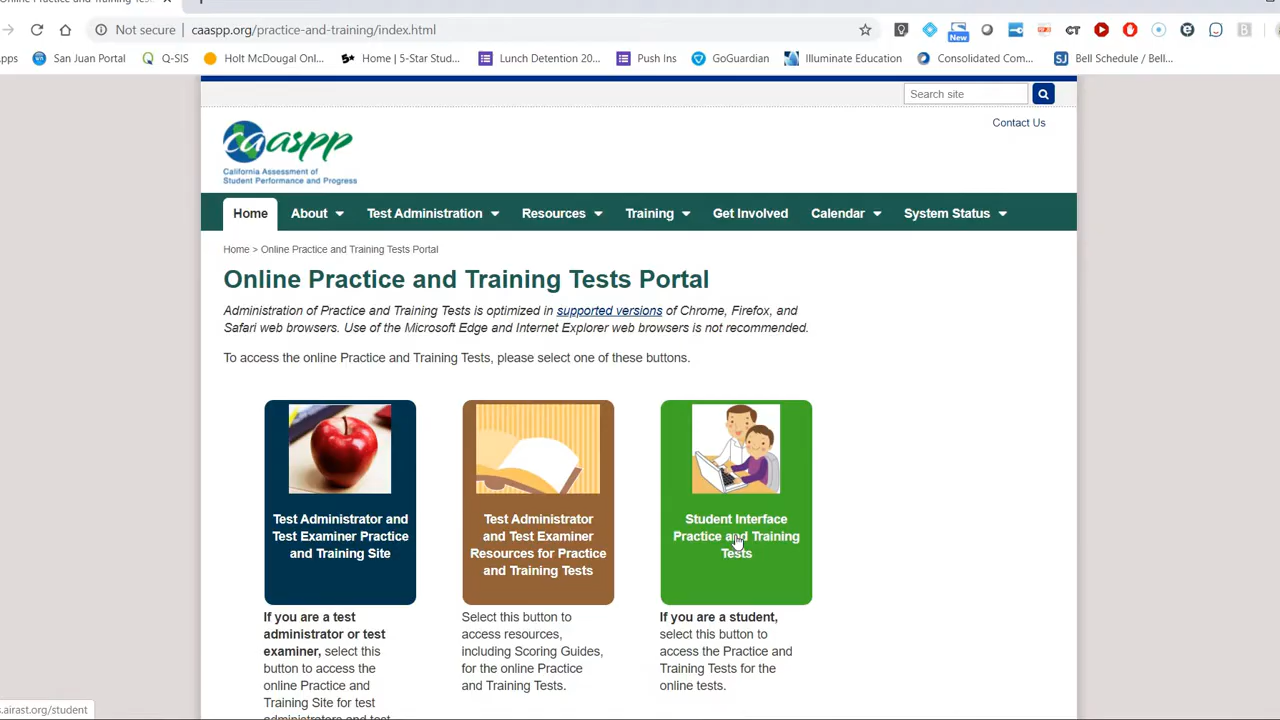 Online Practice and Training Tests
Not secure | caaspp.org/practice-and-training/index.html
New
Apps San Juan Portal Q-SIS Holt McDougal Onl... Home | 5-Star Stud... Lunch Detention 20... Push Ins GoGuardian Illuminate Education Consolidated Com... Bell Schedule / Bell...
Search site
Contact Us
caaspp
California Assessment of
Student Performance and Progress
Home About Test Administration Resources Training Get Involved Calendar System Status
Home > Online Practice and Training Tests Portal
Online Practice and Training Tests Portal
Administration of Practice and Training Tests is optimized in supported versions of Chrome, Firefox, and
Safari web browsers. Use of the Microsoft Edge and Internet Explorer web browsers is not recommended.
To access the online Practice and Training Tests, please select one of these buttons.
Test Administrator and
Test Examiner Practice
and Training Site
If you are a test
administrator or test
examiner, select this
button to access the
online Practice and
Training Site for test
administrators and test
Test Administrator
and Test Examiner
Resources for Practice
and Training Tests
Select this button to
access resources,
including Scoring Guides,
for the online Practice
and Training Tests.
Student Interface
Practice and Training
Tests
If you are a student,
select this button to
access the Practice and
Training Tests for the
online tests.
s.airast.org/student